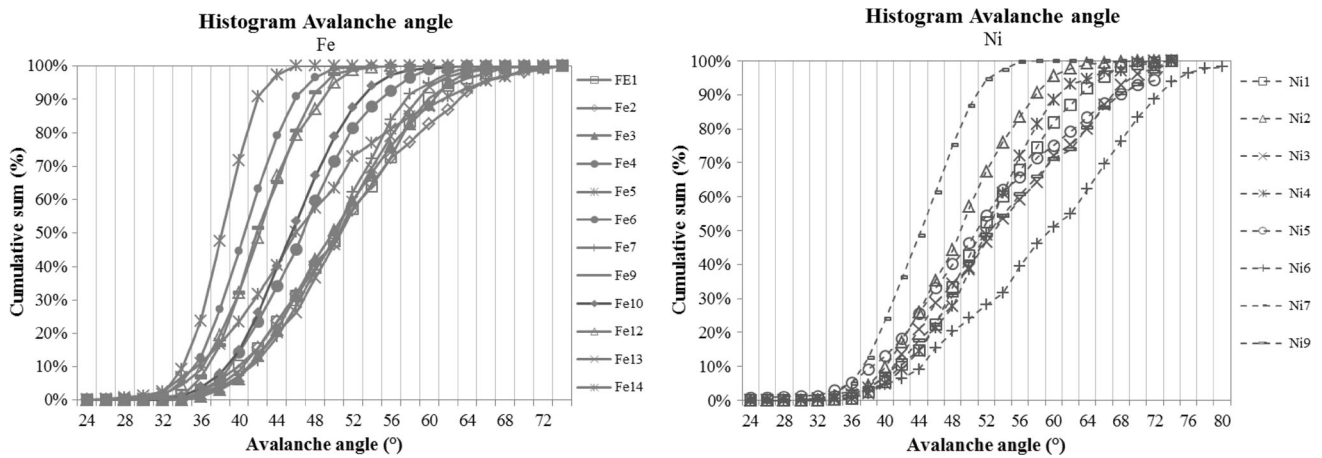 Histogram Avalanche angle
Fe
Cumulative sum (%)
100%
90%
80%
70%
60%
50%
40%
30%
20%
10%
0%
24 28 32 36 40 44 48 52 56 60 64 68 72
Avalanche angle (°)
FE1
Fe2
Fe3
Fe4
Fe5
Fe6
Fe7
Fe9
Fe10
Fe12
Fe13
Fe14
Histogram Avalanche angle
Ni
Cumulative sum (%)
100%
90%
80%
70%
60%
50%
40%
30%
20%
10%
0%
24 28 32 36 40 44 48 52 56 60 64 68 72 76 80
Avalanche angle (°)
Ni1
Ni2
Ni3
Ni4
Ni5
Ni6
Ni7
Ni9